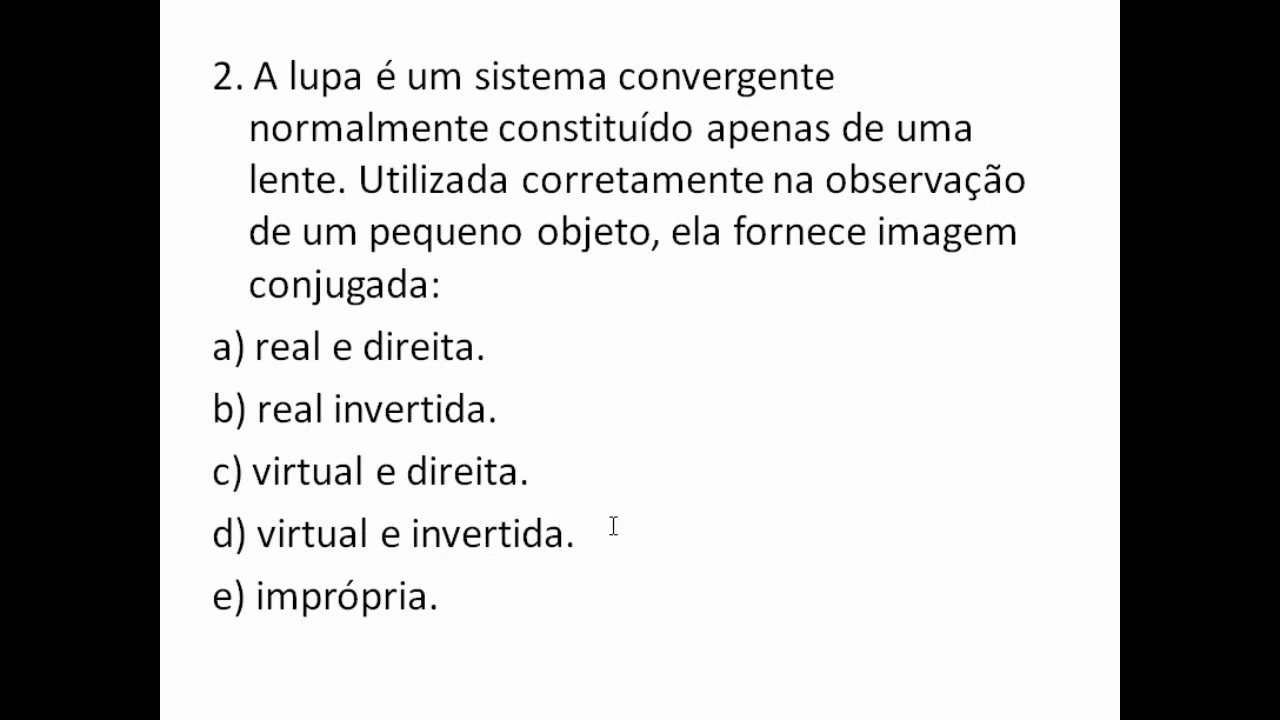 2. A lupa é um sistema convergente
normalmente constituído apenas de uma
lente. Utilizada corretamente na observação
de um pequeno objeto, ela fornece imagem
conjugada:
a) real e direita.
b) real invertida.
c) virtual e direita.
d) virtual e invertida.
e) imprópria.